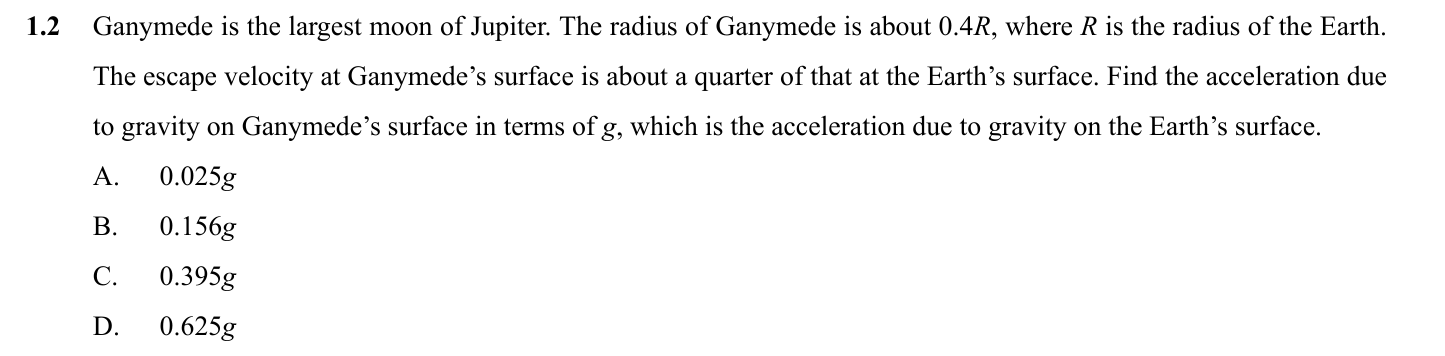 1.2 Ganymede is the largest moon of Jupiter. The radius of Ganymede is about 0.4R, where R is the radius of the Earth.
The escape velocity at Ganymede’s surface is about a quarter of that at the Earth’s surface. Find the acceleration due
to gravity on Ganymede’s surface in terms of g, which is the acceleration due to gravity on the Earth’s surface.
A. 0.025g
B. 0.156g
C. 0.395g
D. 0.625g